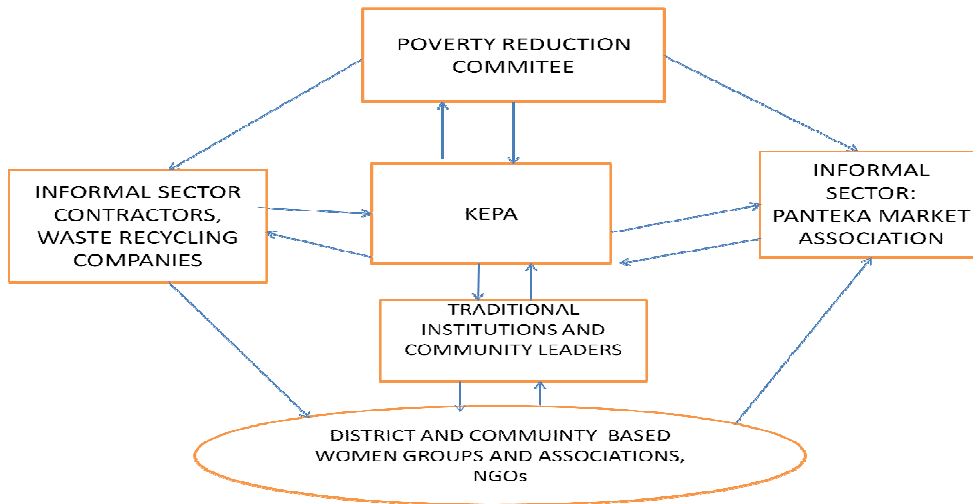 POVERTY REDUCTION
COMMITEE
INFORMAL SECTOR
CONTRACTORS,
WASTE RECYCLING
COMPANIES
KEPA
INFORMAL
SECTOR:
PANTEKA MARKET
ASSOCIATION
TRADITIONAL
INSTITUTIONS AND
COMMUNITY LEADERS
DISTRICT AND COMMUINTY BASED
WOMEN GROUPS AND ASSOCIATIONS,
NGOs